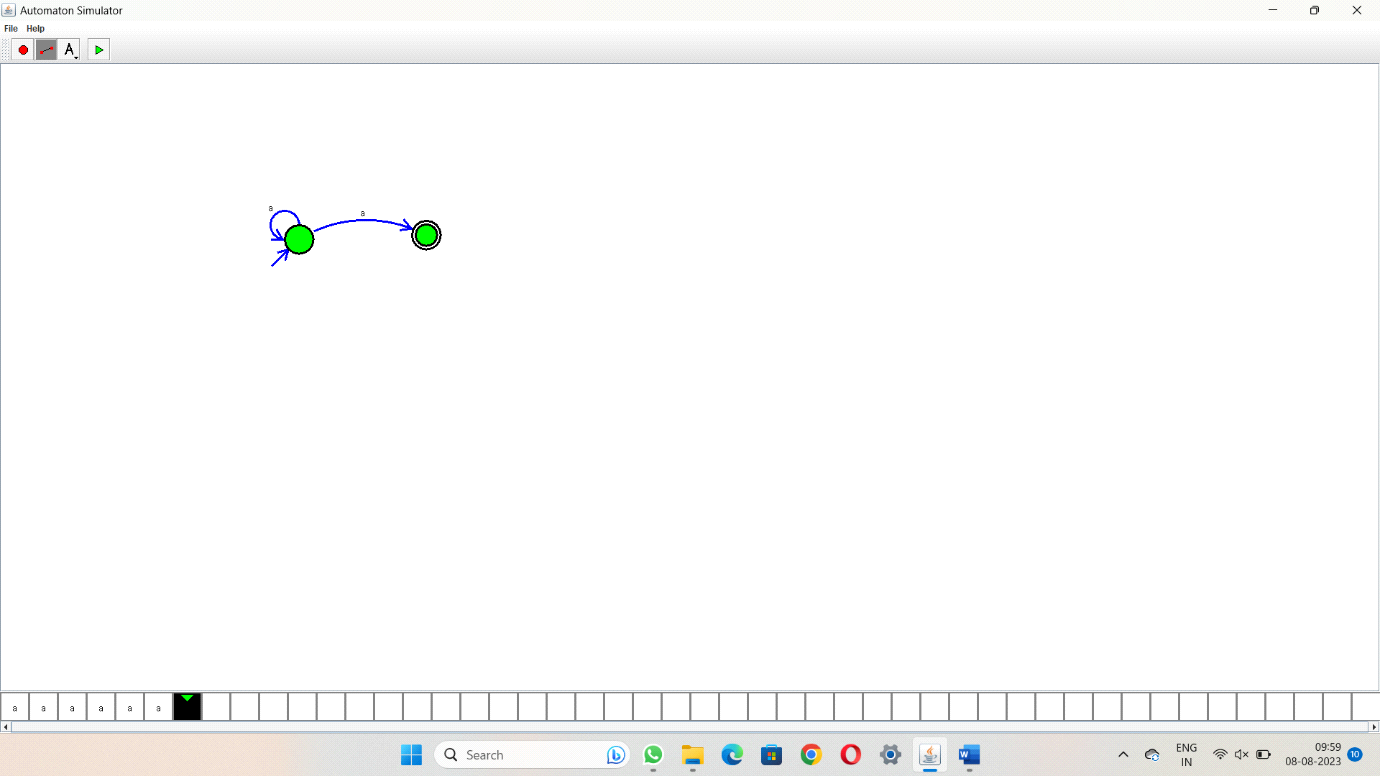 Automaton Simulator
File Help
A
a
a
a a a a a a
Search
W
ENG
IN
09:59
08-08-2023
10